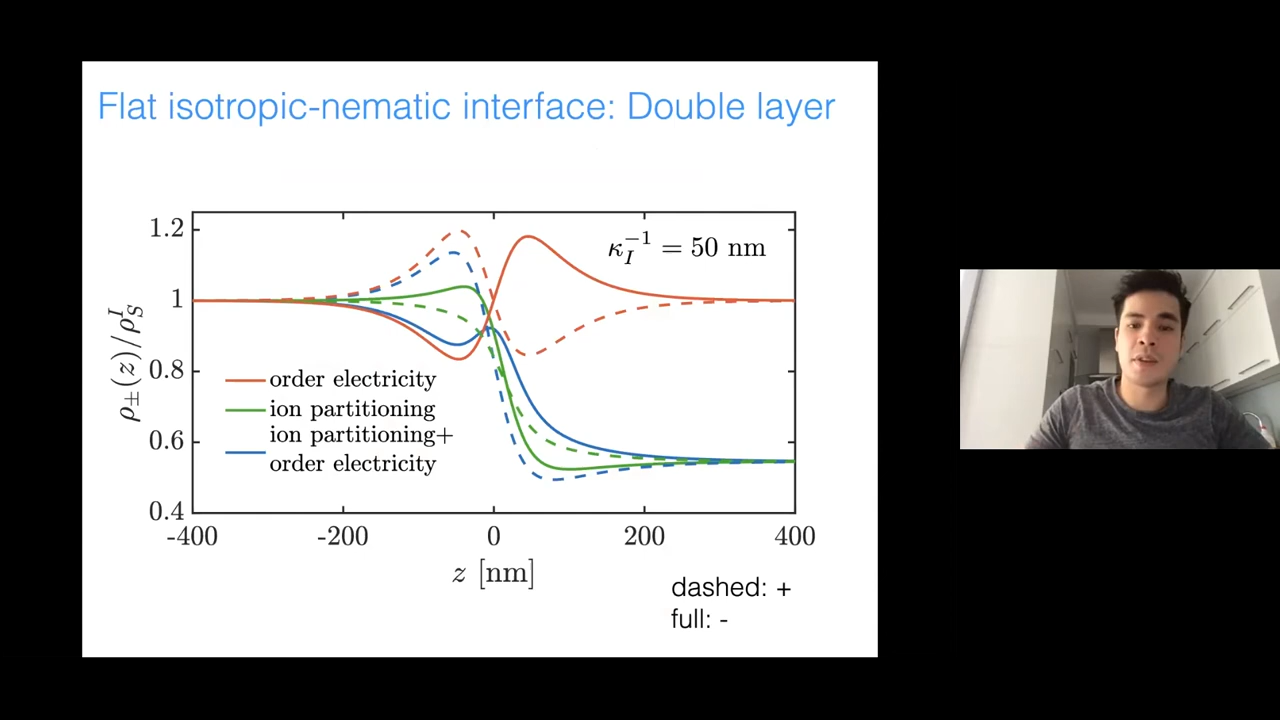 Flat isotropic-nematic interface: Double layer
1.2
1
0.8
0.6
0.4
ρ±(z)/ρ_S^I
κ_I^{-1} = 50 nm
order electricity
ion partitioning
ion partitioning+
order electricity
-400 -200 0 200 400
z [nm]
dashed: +
full: -